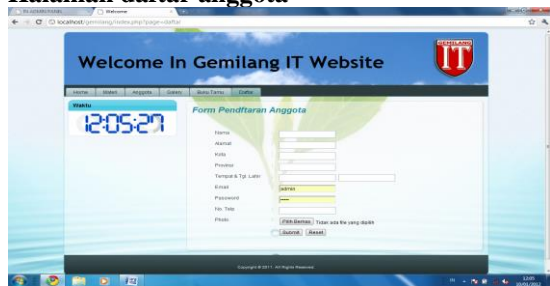 Halaman daftar anggota
Welcome
localhost/gemilang/index.php?page=daftar
Welcome In Gemilang IT Website
GEMILANG
IT
Home Materi Anggota Galeri Buku Tamu Daftar
Waktu
12:05:27
Form Pendftaran Anggota
Nama
Alamat
Kota
Provinsi
Tempat & Tgl. Lahir
Email admin
Password •••••
No. Telp
Photo Pilih Berkas Tidak ada file yang dipilih
Submit Reset
Copyright © 2011. All Rights Reserved
12:05